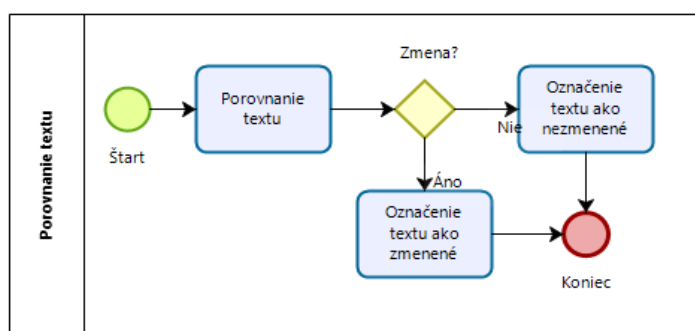 Porovnanie textu
Štart
Porovnanie
textu
Zmena?
Nie
Áno
Označenie
textu ako
nezmenené
Označenie
textu ako
zmenené
Koniec